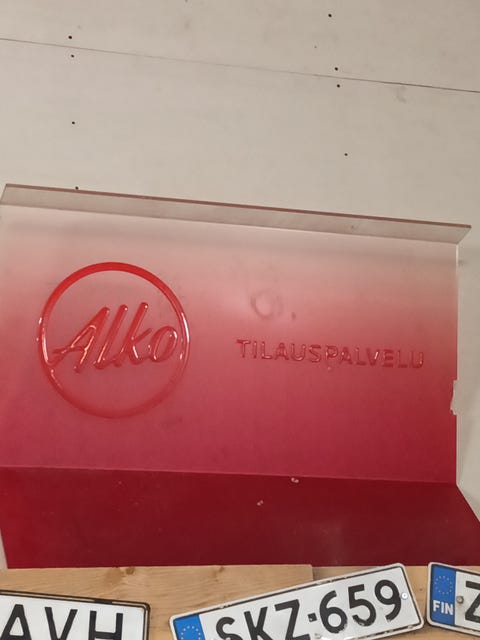 Alko
TILAUSPALVELU
AVH
SKZ-659
FIN Z